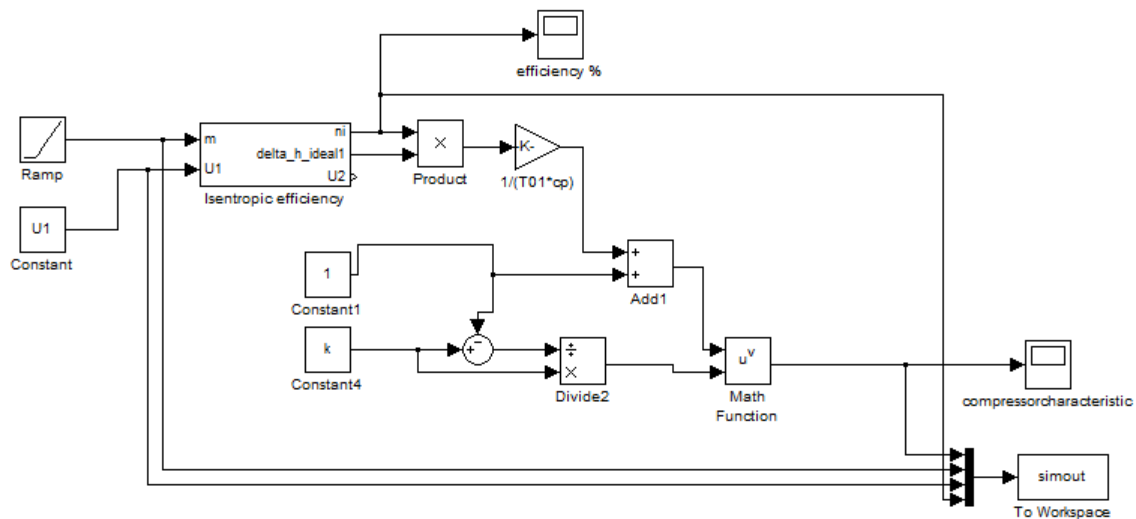 efficiency %
m
ni
delta_h_ideal1
U1
U2
Isentropic efficiency
Ramp
×
Product
K-
1/(T01*cp)
U1
Constant
1
Constant1
+
+
Add1
k
Constant4
+
−
÷
×
Divide2
u^v
Math
Function
compressorcharacteristic
simout
To Workspace